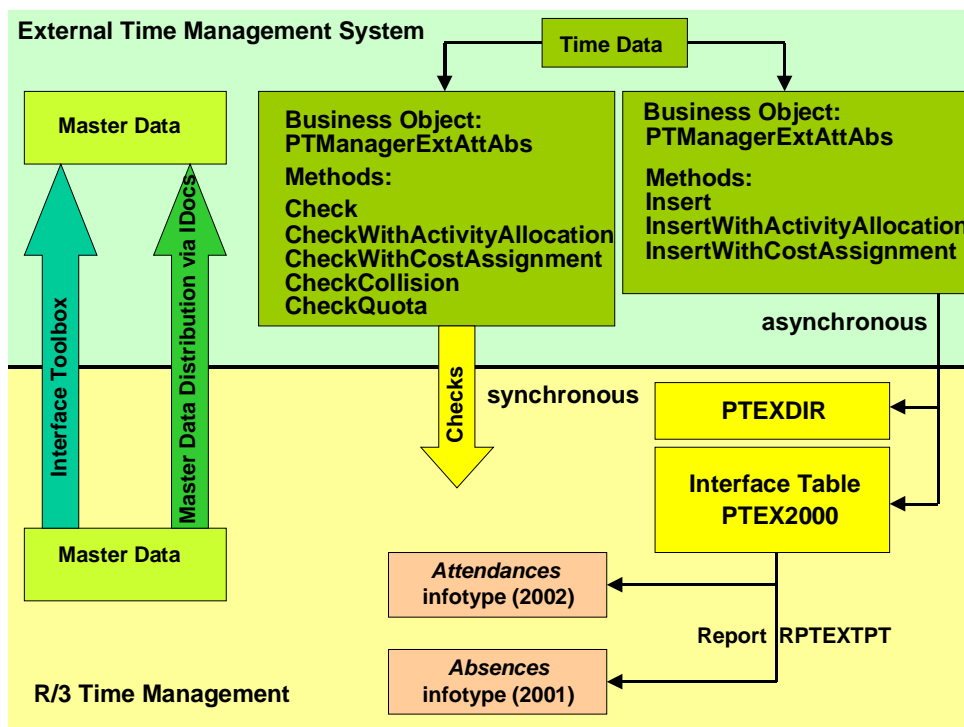 External Time Management System
Time Data
Master Data
Business Object:
PTManagerExtAttAbs
Methods:
Check
CheckWithActivityAllocation
CheckWithCostAssignment
CheckCollision
CheckQuota
Business Object:
PTManagerExtAttAbs
Methods:
Insert
InsertWithActivityAllocation
InsertWithCostAssignment
Interface Toolbox
Master Data Distribution via IDocs
Checks
synchronous
asynchronous
PTEXDIR
Interface Table
PTEX2000
Master Data
Attendances
infotype (2002)
Report RPTEXTPT
Absences
infotype (2001)
R/3 Time Management